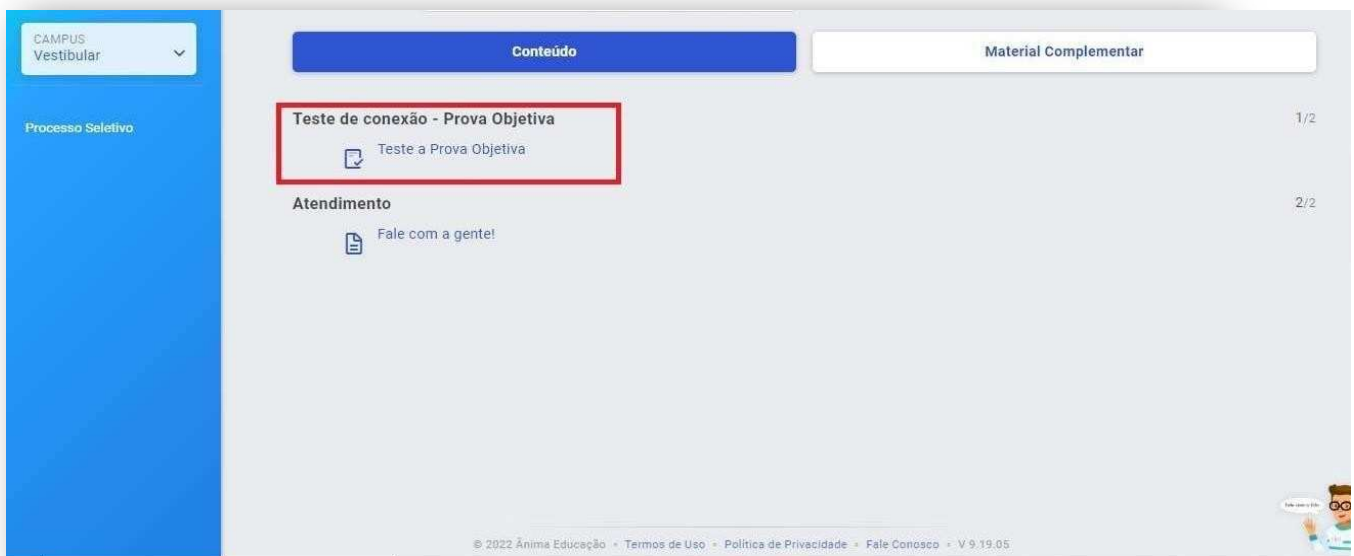 CAMPUS
Vestibular
Processo Seletivo
Conteúdo
Material Complementar
Teste de conexão - Prova Objetiva
1/2
Teste a Prova Objetiva
Atendimento
2/2
Fale com a gente!
© 2022 Ânima Educação • Termos de Uso • Política de Privacidade • Fale Conosco • V 9.19.05